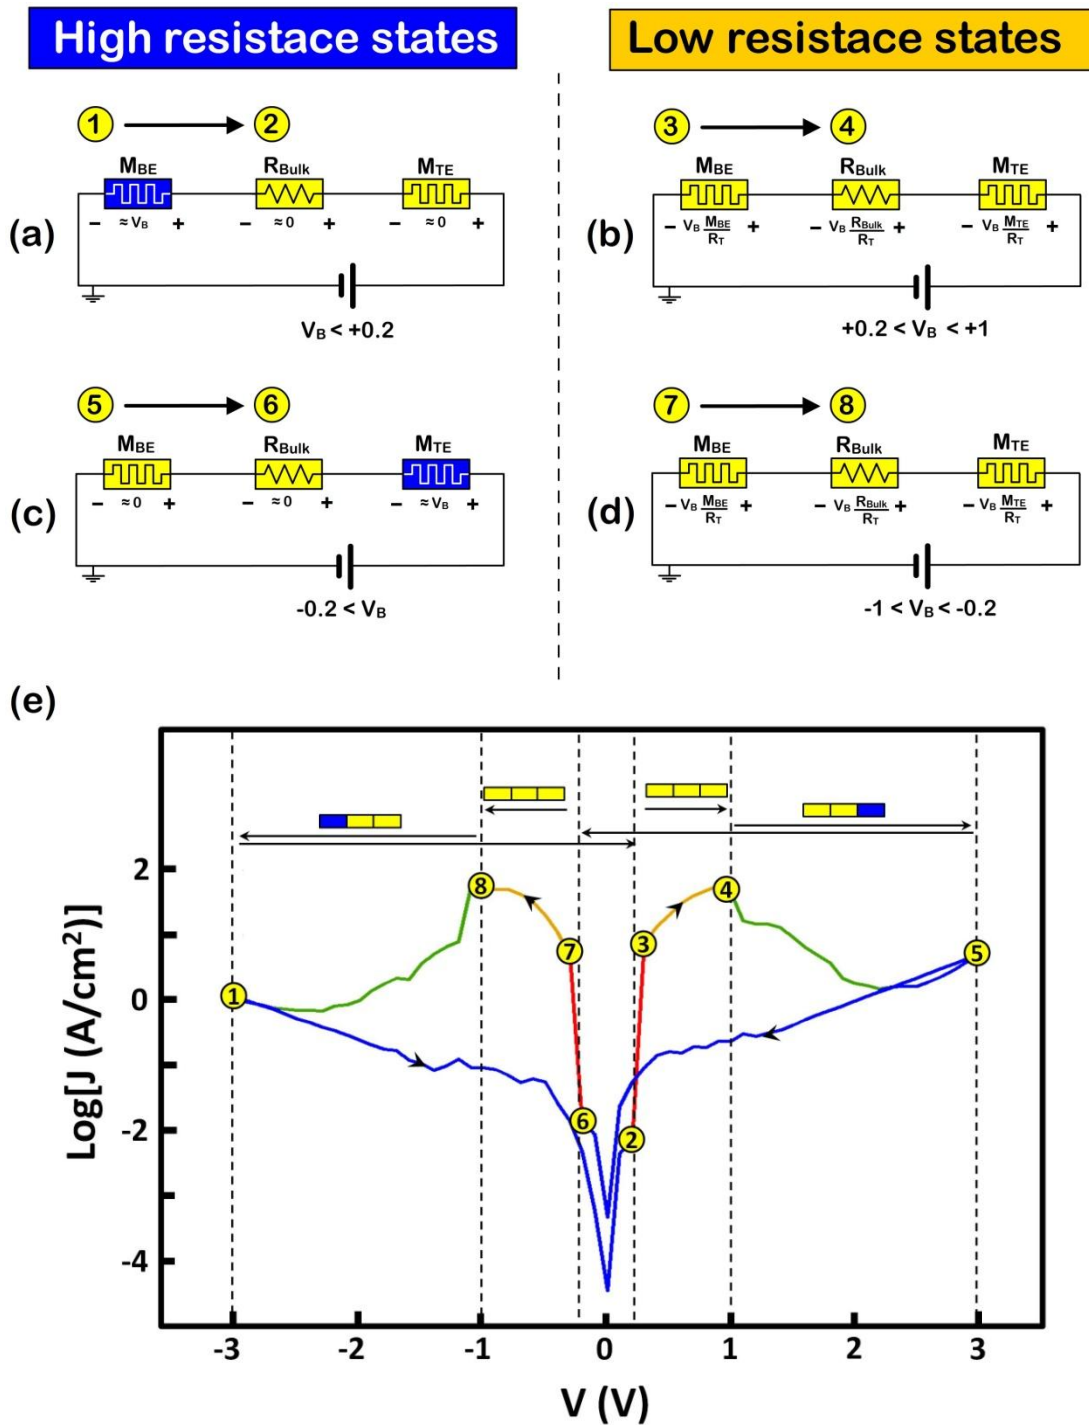 High resistace states
Low resistace states
1 2
3 4
M_BE R_Bulk M_TE
M_BE R_Bulk M_TE
(a)
- ≈ V_B + - ≈ 0 + - ≈ 0 +
(b)
- V_B M_BE/R_T + - V_B R_Bulk/R_T + - V_B M_TE/R_T +
V_B < +0.2
+0.2 < V_B < +1
5 6
7 8
M_BE R_Bulk M_TE
M_BE R_Bulk M_TE
(c)
- ≈ 0 + - ≈ 0 + - ≈ V_B +
(d)
- V_B M_BE/R_T + - V_B R_Bulk/R_T + - V_B M_TE/R_T +
-0.2 < V_B
-1 < V_B < -0.2
(e)
Log[J (A/cm²)]
2
0
-2
-4
8
4
7
3
5
1
6
2
-3 -2 -1 0 1 2 3
V (V)